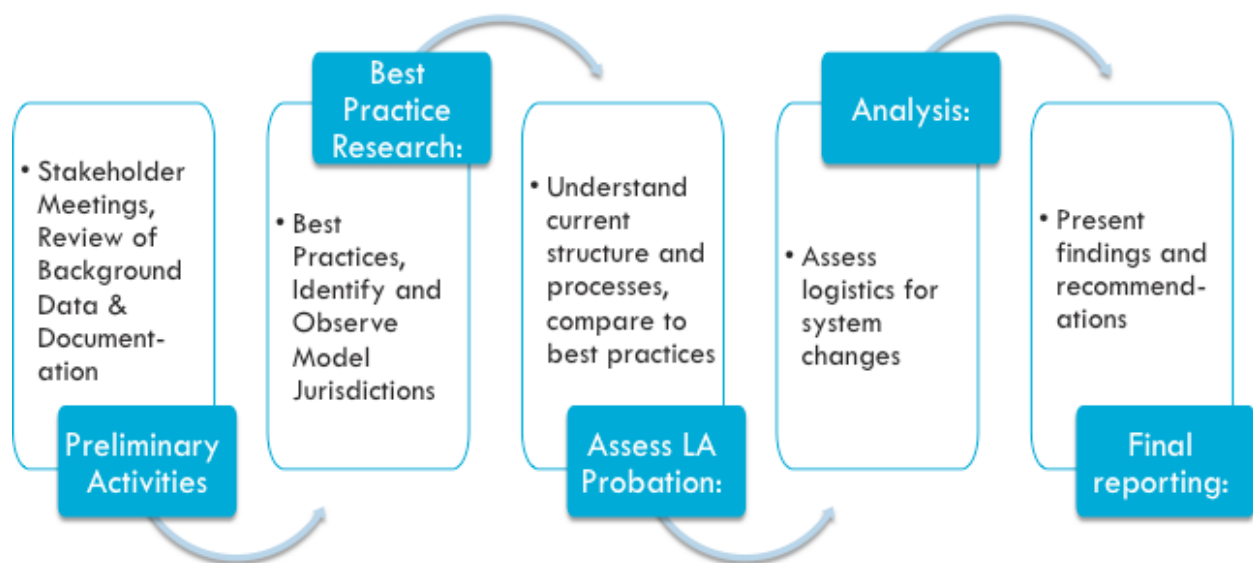 • Stakeholder
Meetings,
Review of
Background
Data &
Document-
ation
Preliminary
Activities
Best
Practice
Research:
• Best
Practices,
Identify and
Observe
Model
Jurisdictions
• Understand
current
structure and
processes,
compare to
best practices
Assess LA
Probation:
Analysis:
• Assess
logistics for
system
changes
• Present
findings and
recommend-
ations
Final
reporting: